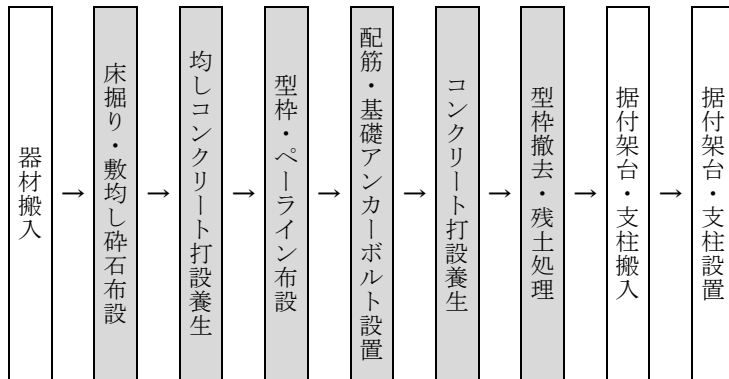 器材搬入
→
床掘り・敷均し砕石布設
→
均しコンクリート打設養生
→
型枠・ペーライン布設
→
配筋・基礎アンカーボルト設置
→
コンクリート打設養生
→
型枠撤去・残土処理
→
据付架台・支柱搬入
→
据付架台・支柱設置